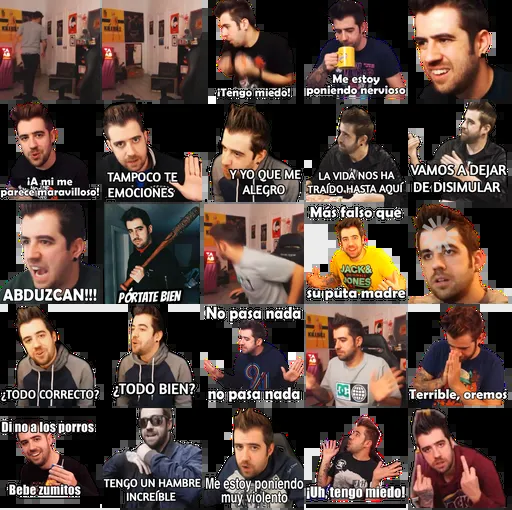 ¡Tengo miedo!
Me estoy
poniendo nervioso
¡A mi me
parece maravilloso!
TAMPOCO TE
EMOCIONES
Y YO QUE ME
ALEGRO
LA VIDA NOS HA
TRAÍDO HASTA AQUÍ
VAMOS A DEJAR
DE DISIMULAR
ABDUZCAN!!!
PÓRTATE BIEN
Más falso que
su puta madre
JACK&
JONES
¿TODO CORRECTO?
¿TODO BIEN?
No pasa nada
no pasa nada
91
Terrible, oremos
Di no a los porros
Bebe zumitos
TENGO UN HAMBRE
INCREÍBLE
Me estoy poniendo
muy violento
¡Uh, tengo miedo!